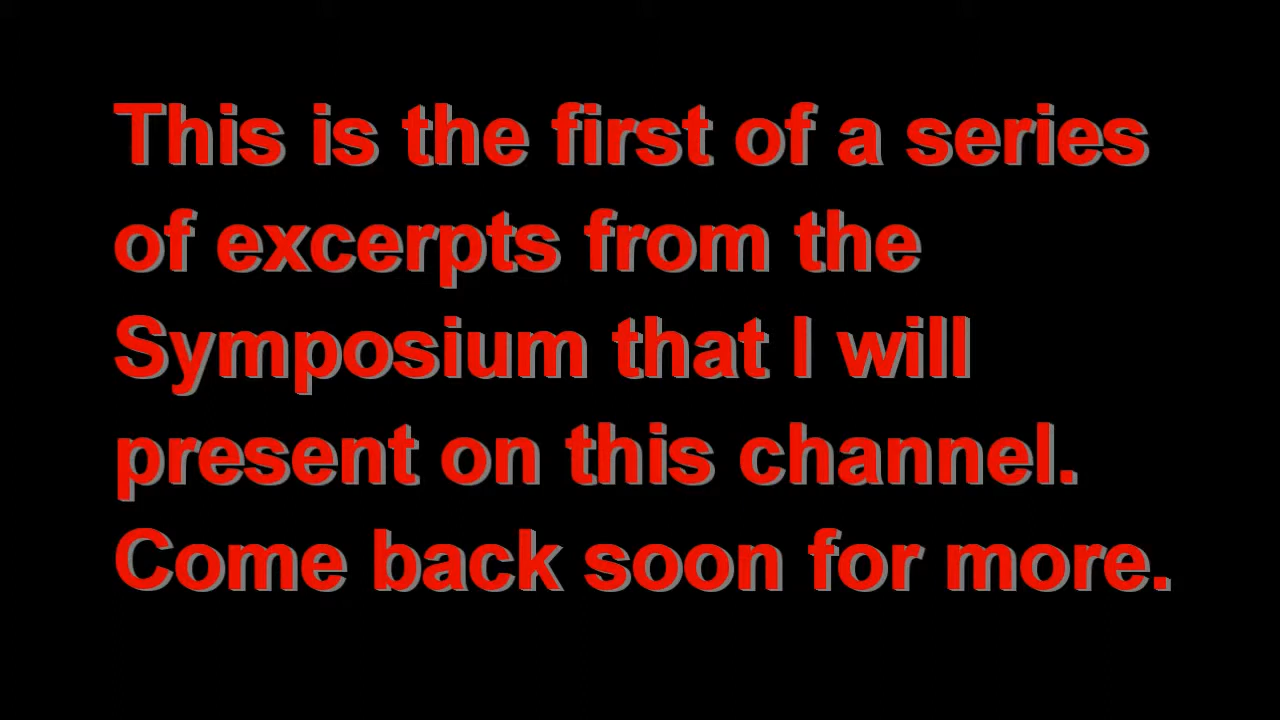 This is the first of a series
of excerpts from the
Symposium that I will
present on this channel.
Come back soon for more.